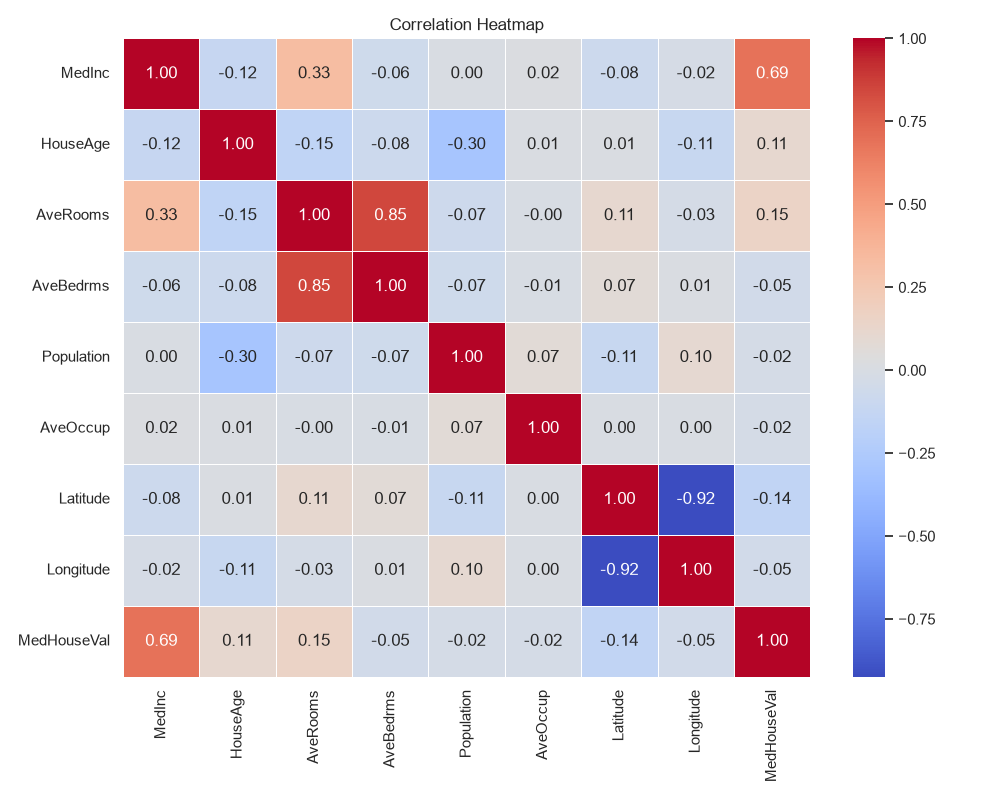 Correlation Heatmap
MedInc 1.00 -0.12 0.33 -0.06 0.00 0.02 -0.08 -0.02 0.69
HouseAge -0.12 1.00 -0.15 -0.08 -0.30 0.01 0.01 -0.11 0.11
AveRooms 0.33 -0.15 1.00 0.85 -0.07 -0.00 0.11 -0.03 0.15
AveBedrms -0.06 -0.08 0.85 1.00 -0.07 -0.01 0.07 0.01 -0.05
Population 0.00 -0.30 -0.07 -0.07 1.00 0.07 -0.11 0.10 -0.02
AveOccup 0.02 0.01 -0.00 -0.01 0.07 1.00 0.00 0.00 -0.02
Latitude -0.08 0.01 0.11 0.07 -0.11 0.00 1.00 -0.92 -0.14
Longitude -0.02 -0.11 -0.03 0.01 0.10 0.00 -0.92 1.00 -0.05
MedHouseVal 0.69 0.11 0.15 -0.05 -0.02 -0.02 -0.14 -0.05 1.00
MedInc HouseAge AveRooms AveBedrms Population AveOccup Latitude Longitude MedHouseVal
1.00
0.75
0.50
0.25
0.00
−0.25
−0.50
−0.75